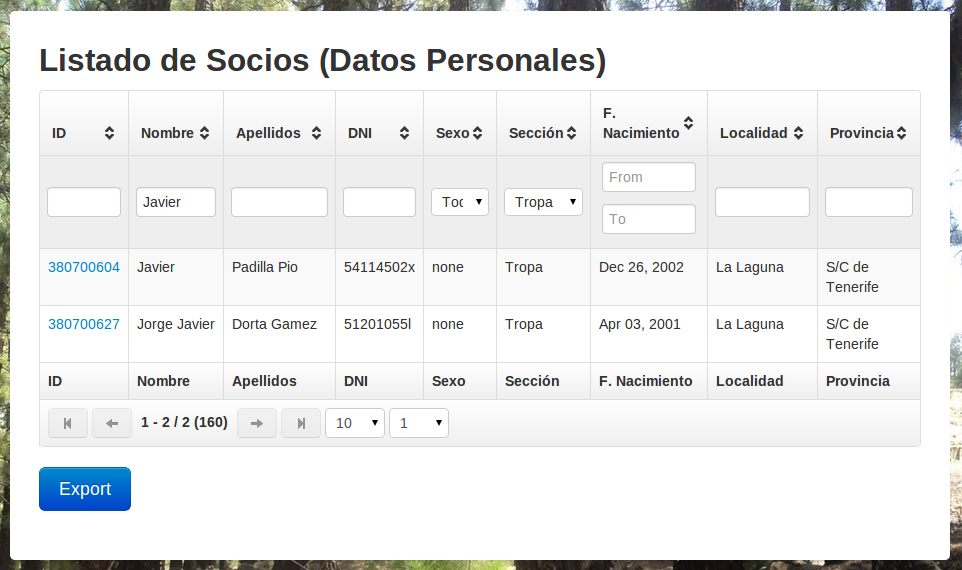 Listado de Socios (Datos Personales)
ID Nombre Apellidos DNI Sexo Sección F. Nacimiento Localidad Provincia
Javier Tod Tropa From
To
380700604 Javier Padilla Pio 54114502x none Tropa Dec 26, 2002 La Laguna S/C de
Tenerife
380700627 Jorge Javier Dorta Gamez 51201055l none Tropa Apr 03, 2001 La Laguna S/C de
Tenerife
ID Nombre Apellidos DNI Sexo Sección F. Nacimiento Localidad Provincia
1 - 2 / 2 (160) 10 1
Export